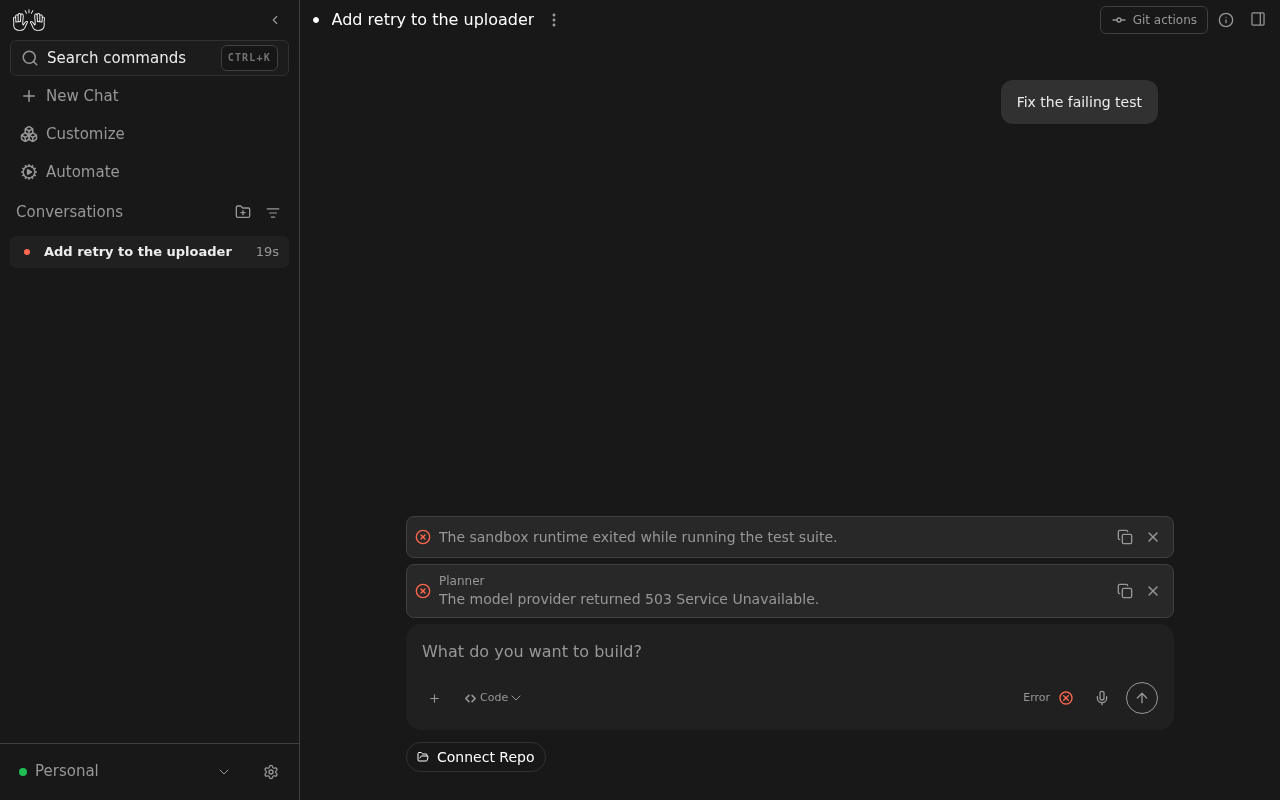 Search commands
CTRL+K
New Chat
Customize
Automate
Conversations
Add retry to the uploader
19s
Personal
Add retry to the uploader
Git actions
Fix the failing test
The sandbox runtime exited while running the test suite.
Planner
The model provider returned 503 Service Unavailable.
What do you want to build?
Code
Error
Connect Repo